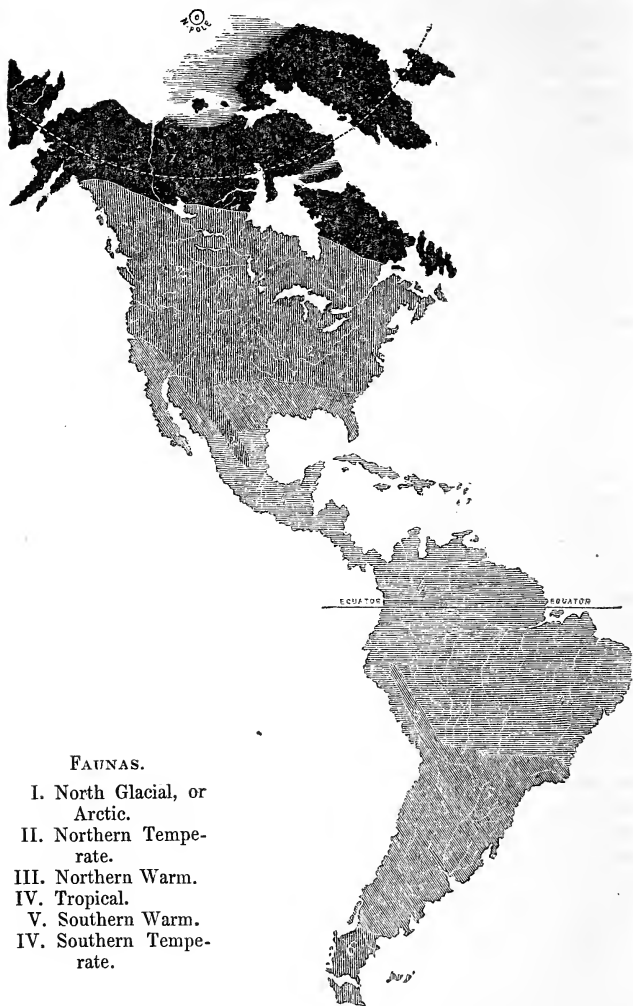 N. POLE
EQUATOR EQUATOR
FAUNAS.
I. North Glacial, or
Arctic.
II. Northern Tempe-
rate.
III. Northern Warm.
IV. Tropical.
V. Southern Warm.
IV. Southern Tempe-
rate.